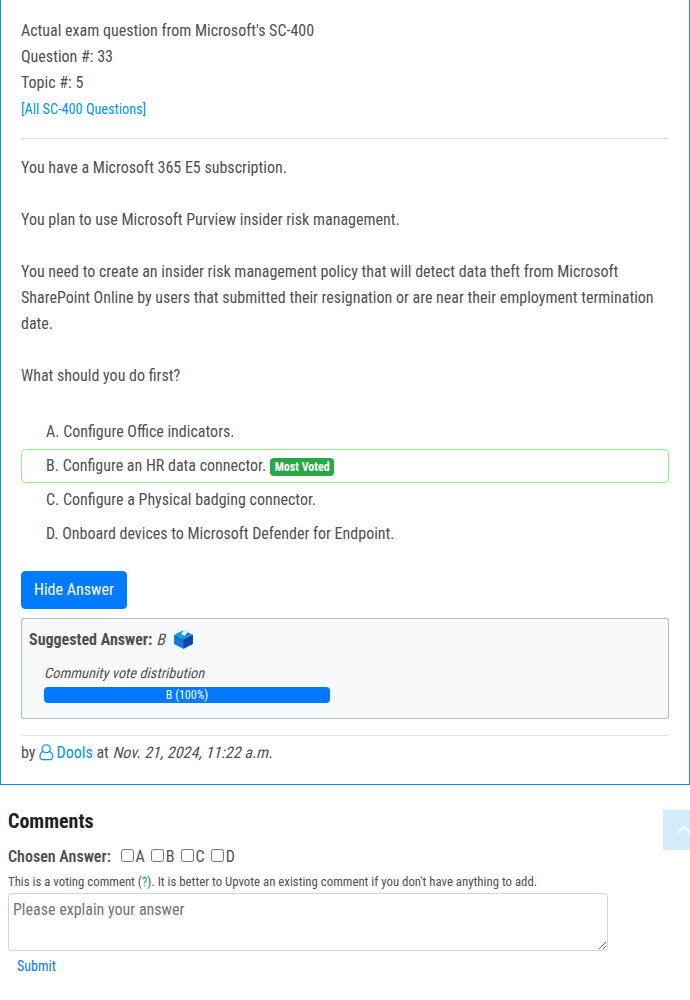 Actual exam question from Microsoft's SC-400
Question #: 33
Topic #: 5
[All SC-400 Questions]
You have a Microsoft 365 E5 subscription.
You plan to use Microsoft Purview insider risk management.
You need to create an insider risk management policy that will detect data theft from Microsoft
SharePoint Online by users that submitted their resignation or are near their employment termination
date.
What should you do first?
A. Configure Office indicators.
B. Configure an HR data connector. Most Voted
C. Configure a Physical badging connector.
D. Onboard devices to Microsoft Defender for Endpoint.
Hide Answer
Suggested Answer: B
Community vote distribution
B (100%)
by Dools at Nov. 21, 2024, 11:22 a.m.
Comments
Chosen Answer: A B C D
This is a voting comment (?). It is better to Upvote an existing comment if you don't have anything to add.
Please explain your answer
Submit